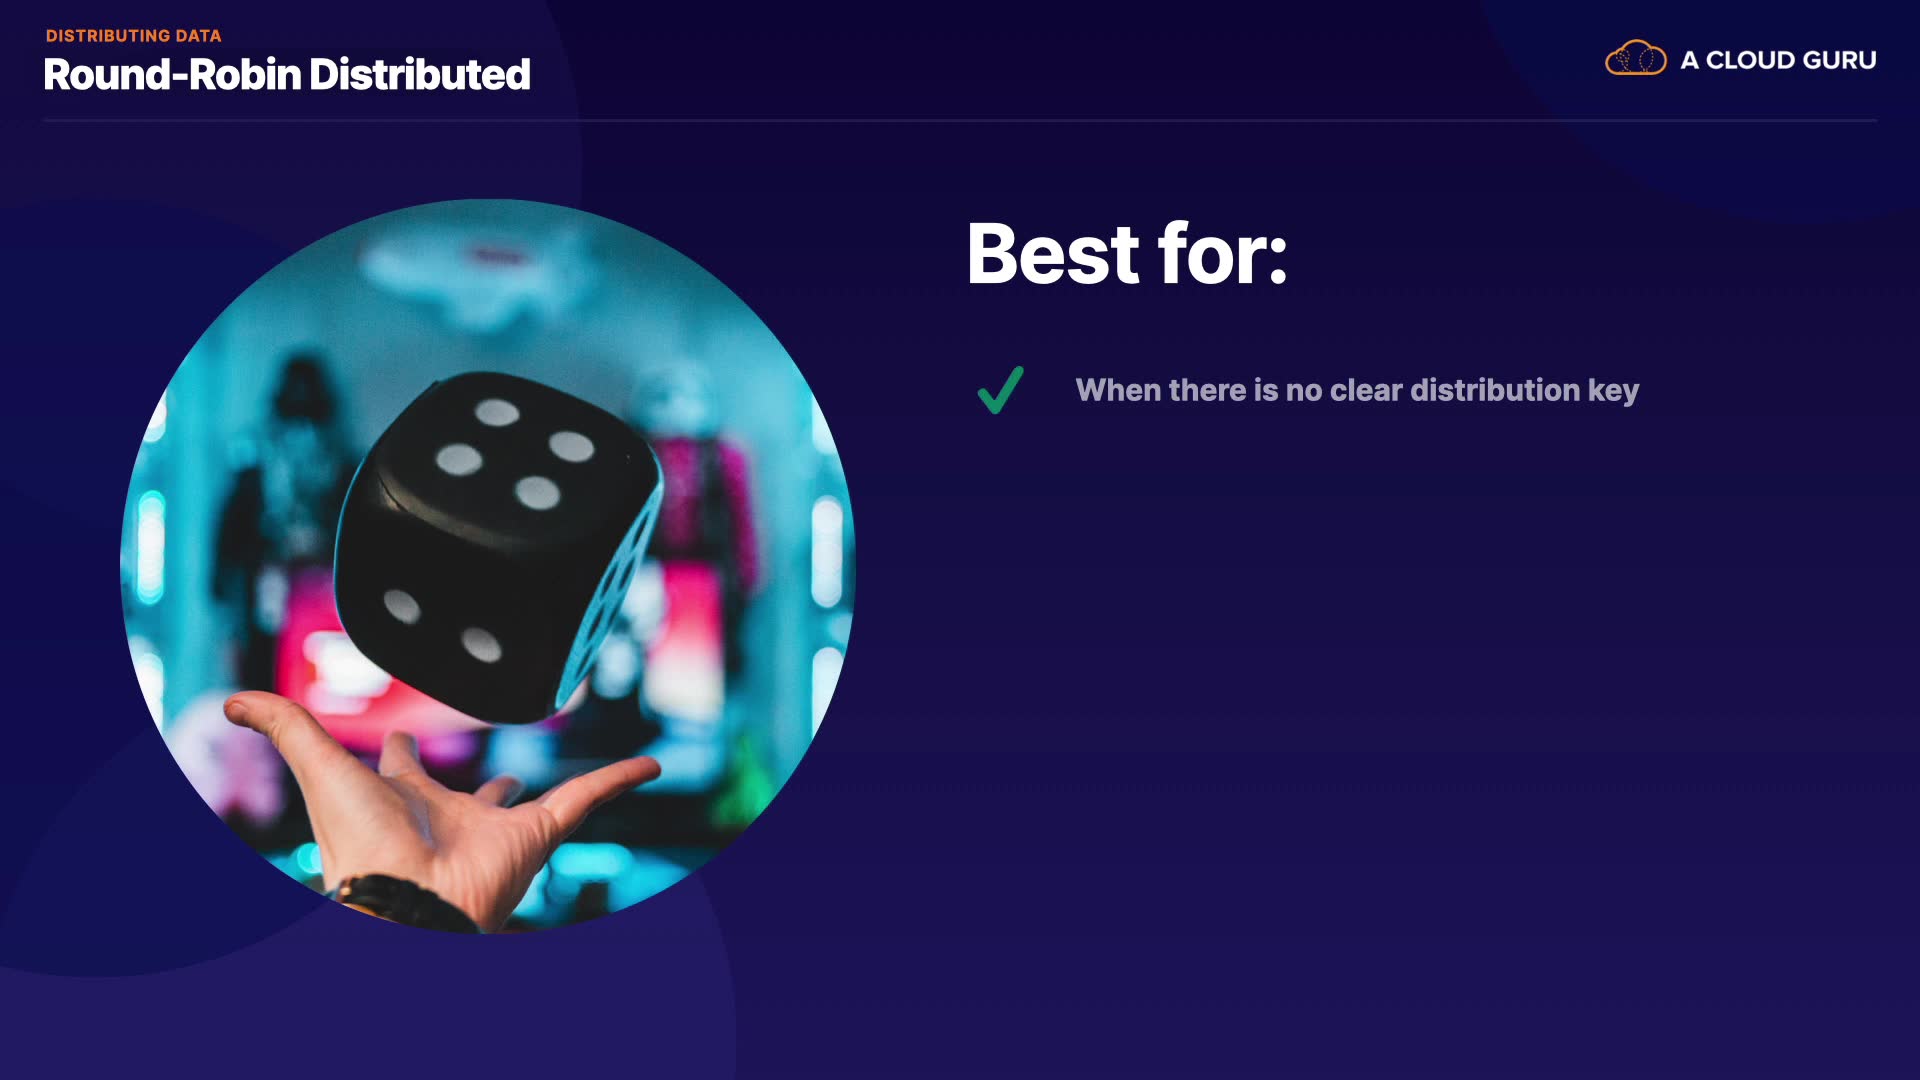 DISTRIBUTING DATA
Round-Robin Distributed
A CLOUD GURU
Best for:
When there is no clear distribution key